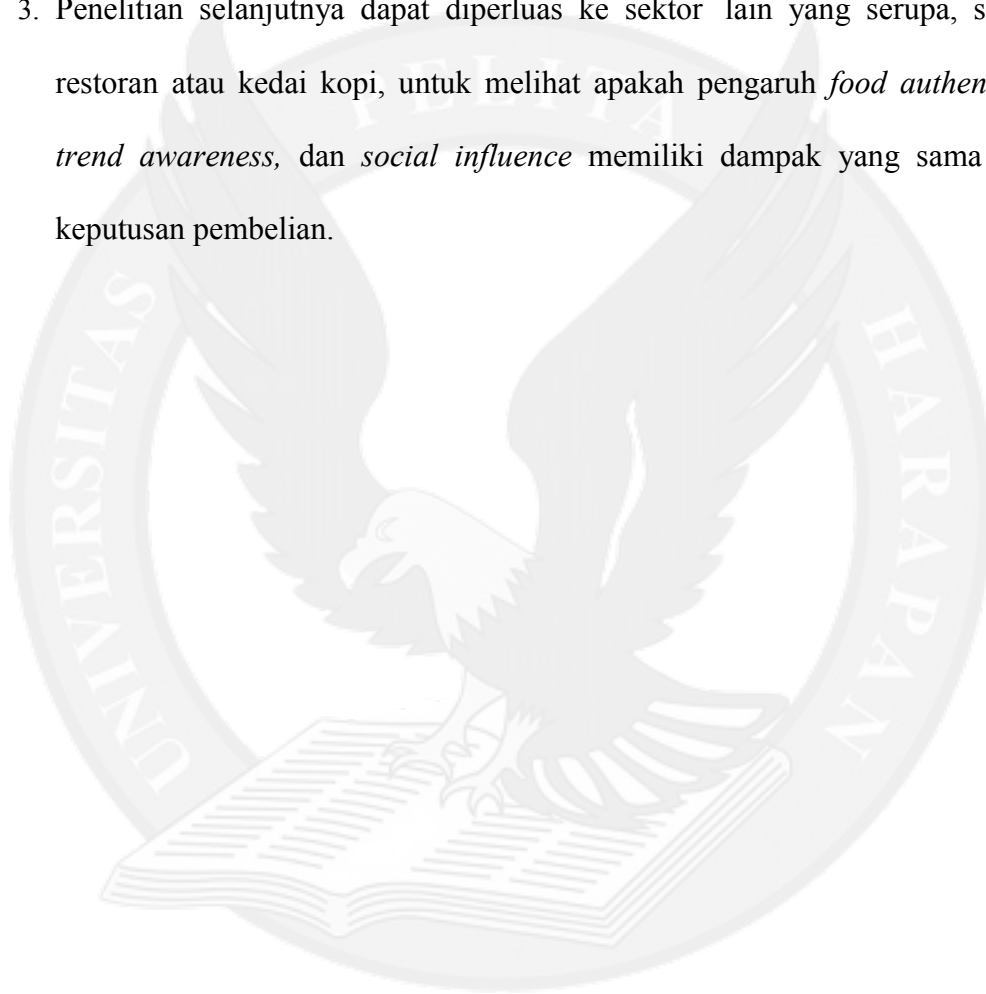 3. Penelitian selanjutnya dapat diperluas ke sektor lain yang serupa, s
restoran atau kedai kopi, untuk melihat apakah pengaruh food authen
trend awareness, dan social influence memiliki dampak yang sama
keputusan pembelian.
UNIVERSITAS PELITA HARAPAN